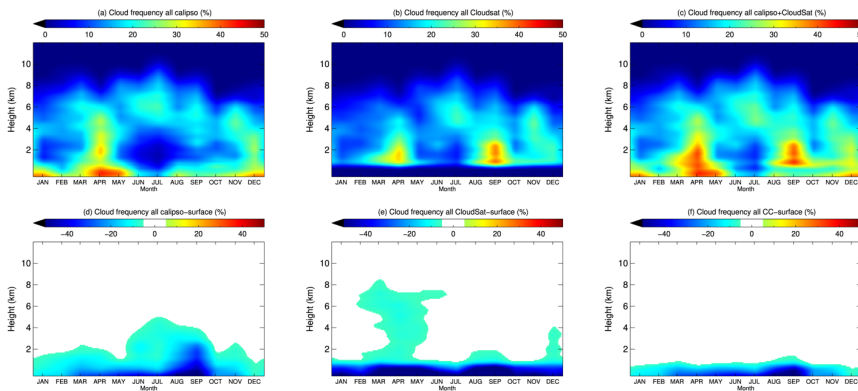 (a) Cloud frequency all calipso (%)
0 10 20 30 40 50
Height (km)
10
8
6
4
2
JAN FEB MAR APR MAY JUN JUL AUG SEP OCT NOV DEC
Month
(b) Cloud frequency all Cloudsat (%)
0 10 20 30 40 50
Height (km)
10
8
6
4
2
JAN FEB MAR APR MAY JUN JUL AUG SEP OCT NOV DEC
Month
(c) Cloud frequency all calipso+CloudSat (%)
0 10 20 30 40 50
Height (km)
10
8
6
4
2
JAN FEB MAR APR MAY JUN JUL AUG SEP OCT NOV DEC
Month
(d) Cloud frequency all calipso-surface (%)
−40 −20 0 20 40
Height (km)
10
8
6
4
2
JAN FEB MAR APR MAY JUN JUL AUG SEP OCT NOV DEC
Month
(e) Cloud frequency all CloudSat-surface (%)
−40 −20 0 20 40
Height (km)
10
8
6
4
2
JAN FEB MAR APR MAY JUN JUL AUG SEP OCT NOV DEC
Month
(f) Cloud frequency all CC-surace (%)
−40 −20 0 20 40
Height (km)
10
8
6
4
2
JAN FEB MAR APR MAY JUN JUL AUG SEP OCT NOV DEC
Month